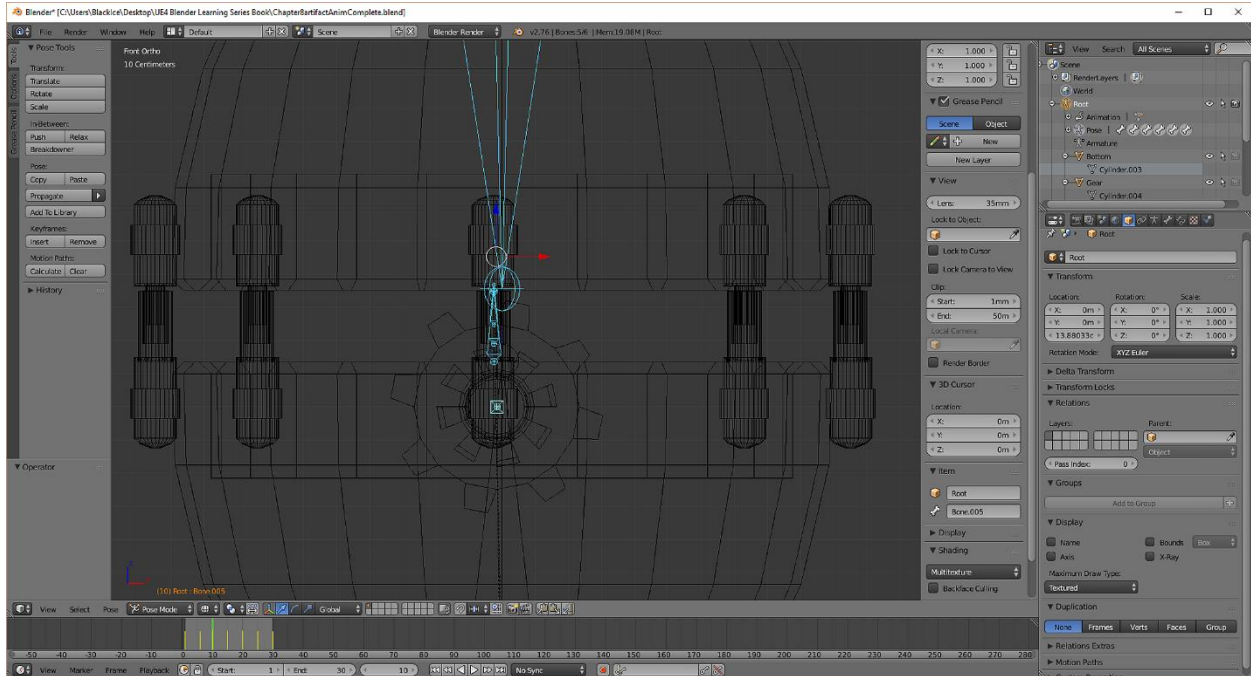 Blender* [C:\Users\BlackIce\Desktop\UE4 Blender Learning Series Book\Chapter8artifactAnimComplete.blend]
File Render Window Help Default Scene Blender Render v2.76 | Bones:5/6 | Mem:19.08M | Root
Tools
Options
Grease Pencil
Pose Tools
Transform:
Translate
Rotate
Scale
In-Between:
Push Relax
Breakdowner
Pose:
Copy Paste
Propagate
Add To Library
Keyframes:
Insert Remove
Motion Paths:
Calculate Clear
History
Operator
Front Ortho
10 Centimeters
(10) Root : Bone.005
X: 1.000
Y: 1.000
Z: 1.000
Grease Pencil
Scene Object
New
New Layer
View
Lens: 35mm
Lock to Object:
Lock to Cursor
Lock Camera to View
Clip:
Start: 1mm
End: 50m
Local Camera:
Render Border
3D Cursor
Location:
X: 0m
Y: 0m
Z: 0m
Item
Root
Bone.005
Display
Shading
Multitexture
Backface Culling
View Search All Scenes
Scene
RenderLayers |
World
Root
Animation |
Pose |
Armature
Bottom
Cylinder.003
Gear
Cylinder.004
Root
Root
Transform
Location: Rotation: Scale:
X: 0m X: 0° X: 1.000
Y: 0m Y: 0° Y: 1.000
13.88033c Z: 0° Z: 1.000
Rotation Mode: XYZ Euler
Delta Transform
Transform Locks
Relations
Layers: Parent:
Object
Pass Index: 0
Groups
Add to Group
Display
Name Bounds Box
Axis X-Ray
Maximum Draw Type:
Textured
Duplication
None Frames Verts Faces Group
Relations Extras
Motion Paths
View Select Pose Pose Mode Global
-50 -40 -30 -20 -10 0 10 20 30 40 50 60 70 80 90 100 110 120 130 140 150 160 170 180 190 200 210 220 230 240 250 260 270 280
View Marker Frame Playback Start: 1 End: 30 10 No Sync